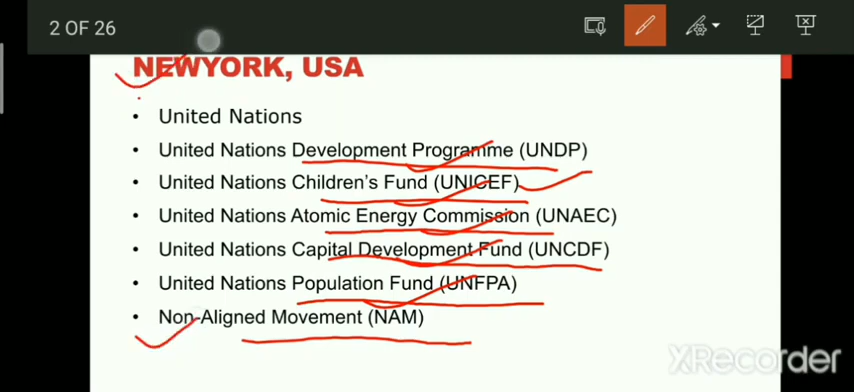 2 OF 26
NEWYORK, USA
• United Nations
• United Nations Development Programme (UNDP)
• United Nations Children's Fund (UNICEF)
• United Nations Atomic Energy Commission (UNAEC)
• United Nations Capital Development Fund (UNCDF)
• United Nations Population Fund (UNFPA)
• Non-Aligned Movement (NAM)
XRecorder